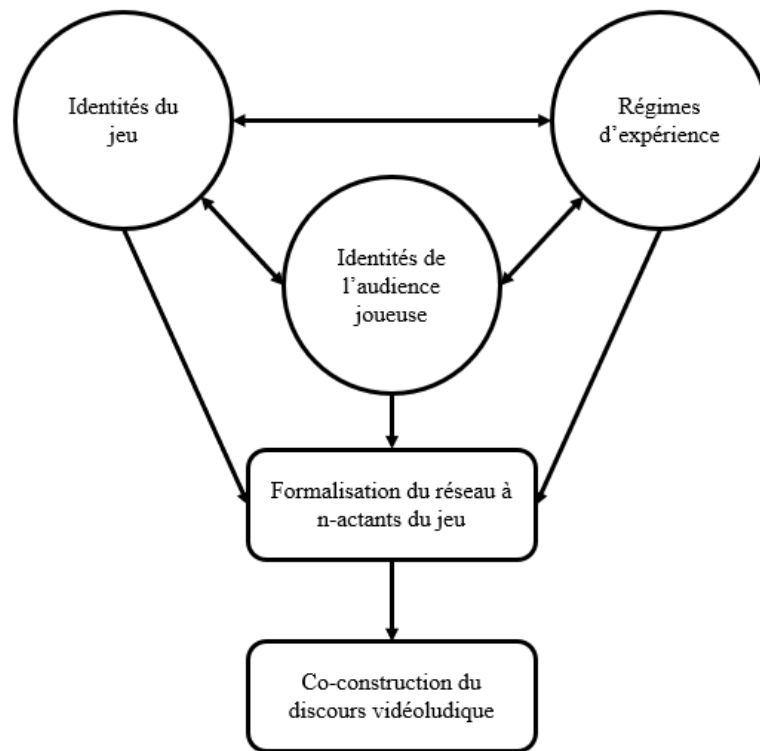 Identités du
jeu
Régimes
d’expérience
Identités de
l’audience
joueuse
Formalisation du réseau à
n-actants du jeu
Co-construction du
discours vidéoludique